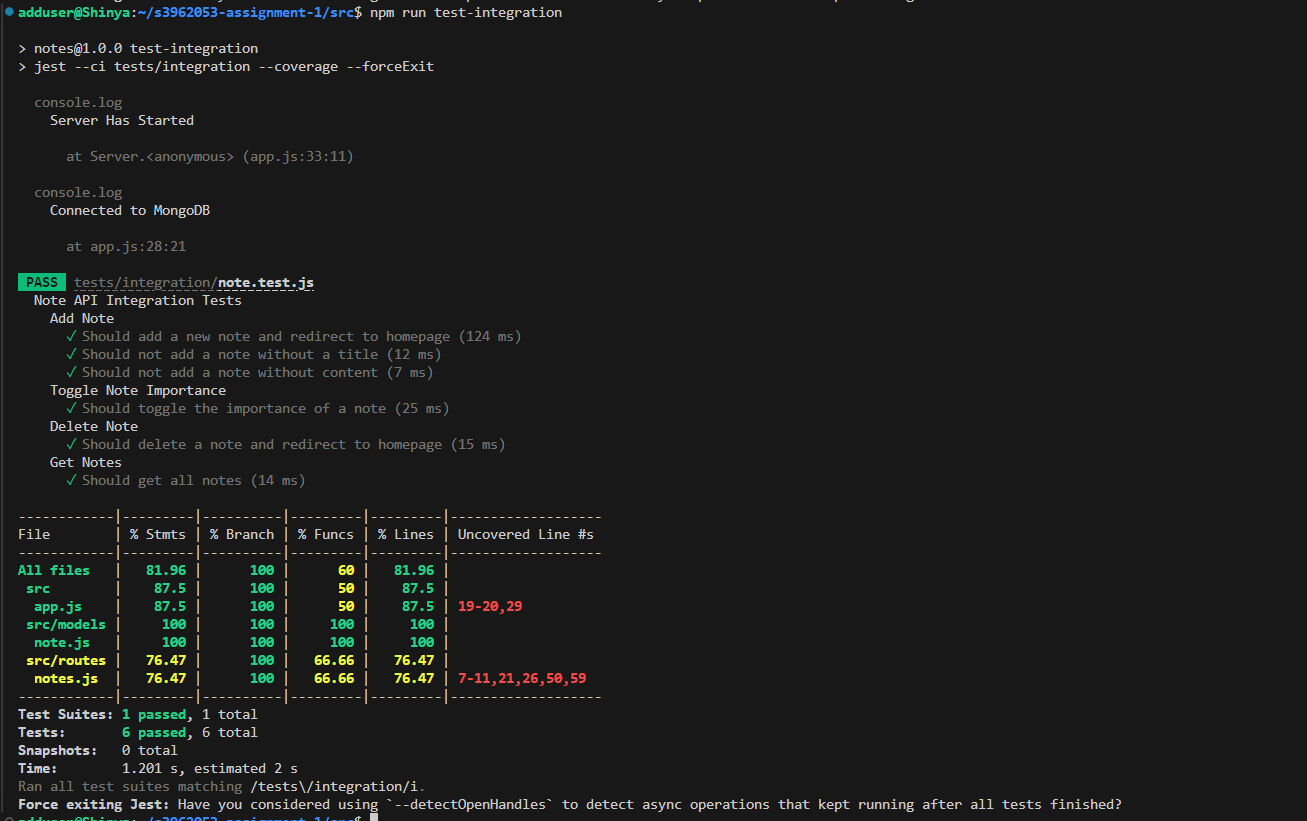 adduser@Shinya:~/s3962053-assignment-1/src$ npm run test-integration
> notes@1.0.0 test-integration
> jest --ci tests/integration --coverage --forceExit
console.log
Server Has Started
at Server.<anonymous> (app.js:33:11)
console.log
Connected to MongoDB
at app.js:28:21
PASS tests/integration/note.test.js
Note API Integration Tests
Add Note
✓ Should add a new note and redirect to homepage (124 ms)
✓ Should not add a note without a title (12 ms)
✓ Should not add a note without content (7 ms)
Toggle Note Importance
✓ Should toggle the importance of a note (25 ms)
Delete Note
✓ Should delete a note and redirect to homepage (15 ms)
Get Notes
✓ Should get all notes (14 ms)
------------|---------|----------|---------|---------|-------------------
File | % Stmts | % Branch | % Funcs | % Lines | Uncovered Line #s
------------|---------|----------|---------|---------|-------------------
All files | 81.96 | 100 | 60 | 81.96 |
src | 87.5 | 100 | 50 | 87.5 |
app.js | 87.5 | 100 | 50 | 87.5 | 19-20,29
src/models | 100 | 100 | 100 | 100 |
note.js | 100 | 100 | 100 | 100 |
src/routes | 76.47 | 100 | 66.66 | 76.47 |
notes.js | 76.47 | 100 | 66.66 | 76.47 | 7-11,21,26,50,59
------------|---------|----------|---------|---------|-------------------
Test Suites: 1 passed, 1 total
Tests: 6 passed, 6 total
Snapshots: 0 total
Time: 1.201 s, estimated 2 s
Ran all test suites matching /tests\/integration/i.
Force exiting Jest: Have you considered using `--detectOpenHandles` to detect async operations that kept running after all tests finished?
adduser@Shinya:~/s3962053-assignment-1/src$